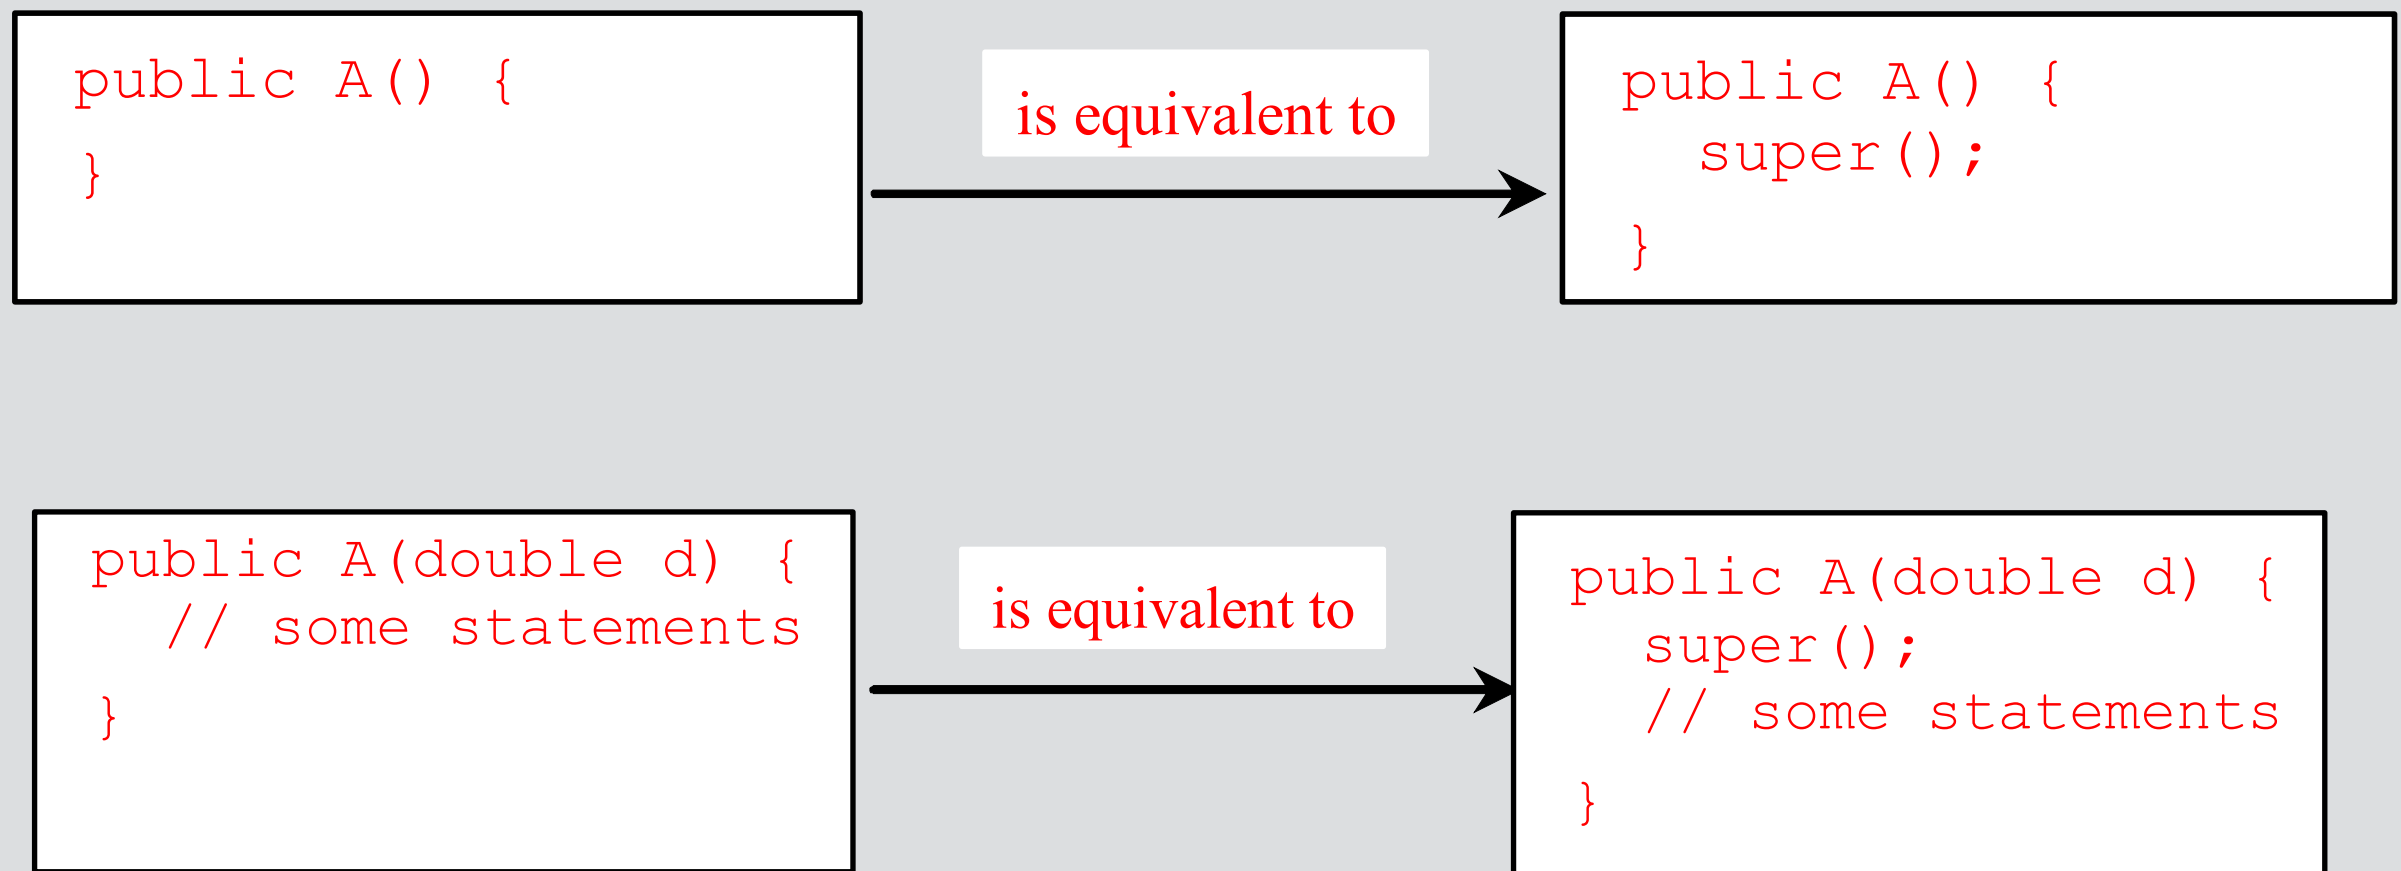 public A() {
}
is equivalent to
public A() {
  super();
}
public A(double d) {
  // some statements
}
is equivalent to
public A(double d) {
  super();
  // some statements
}